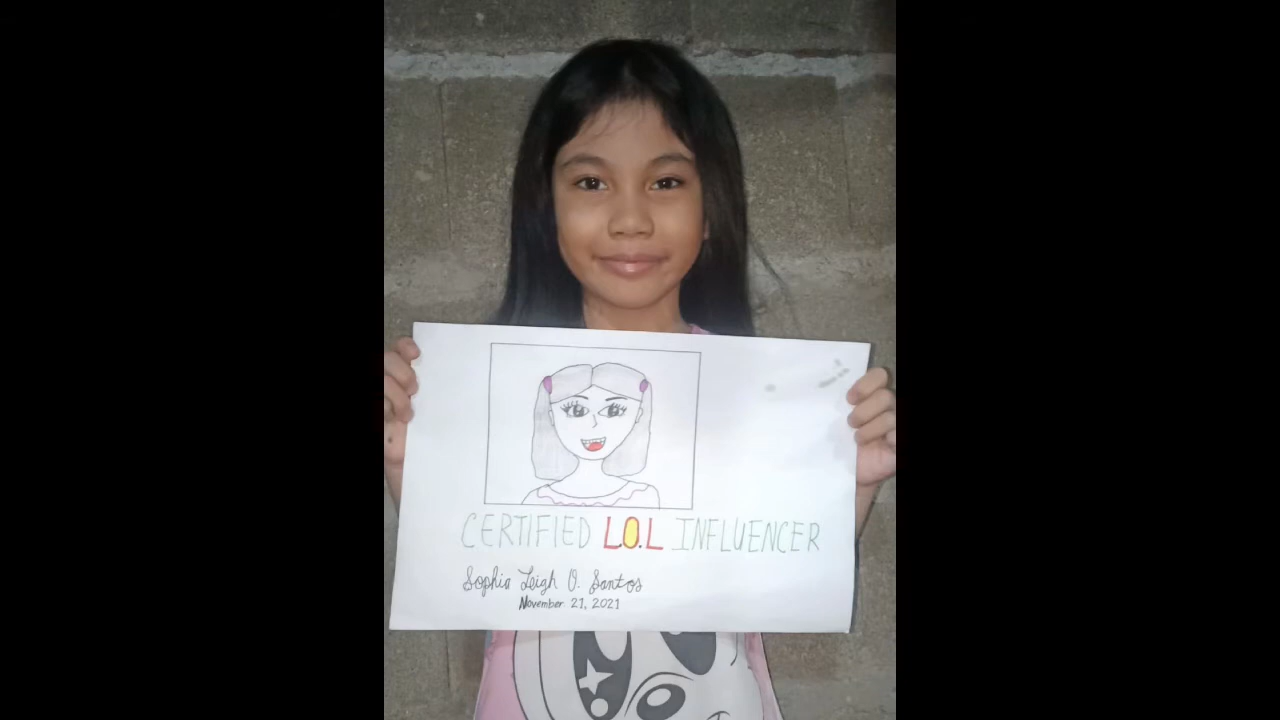 CERTIFIED L.O.L INFLUENCER
Sophia Leigh O. Santos
November 21, 2021